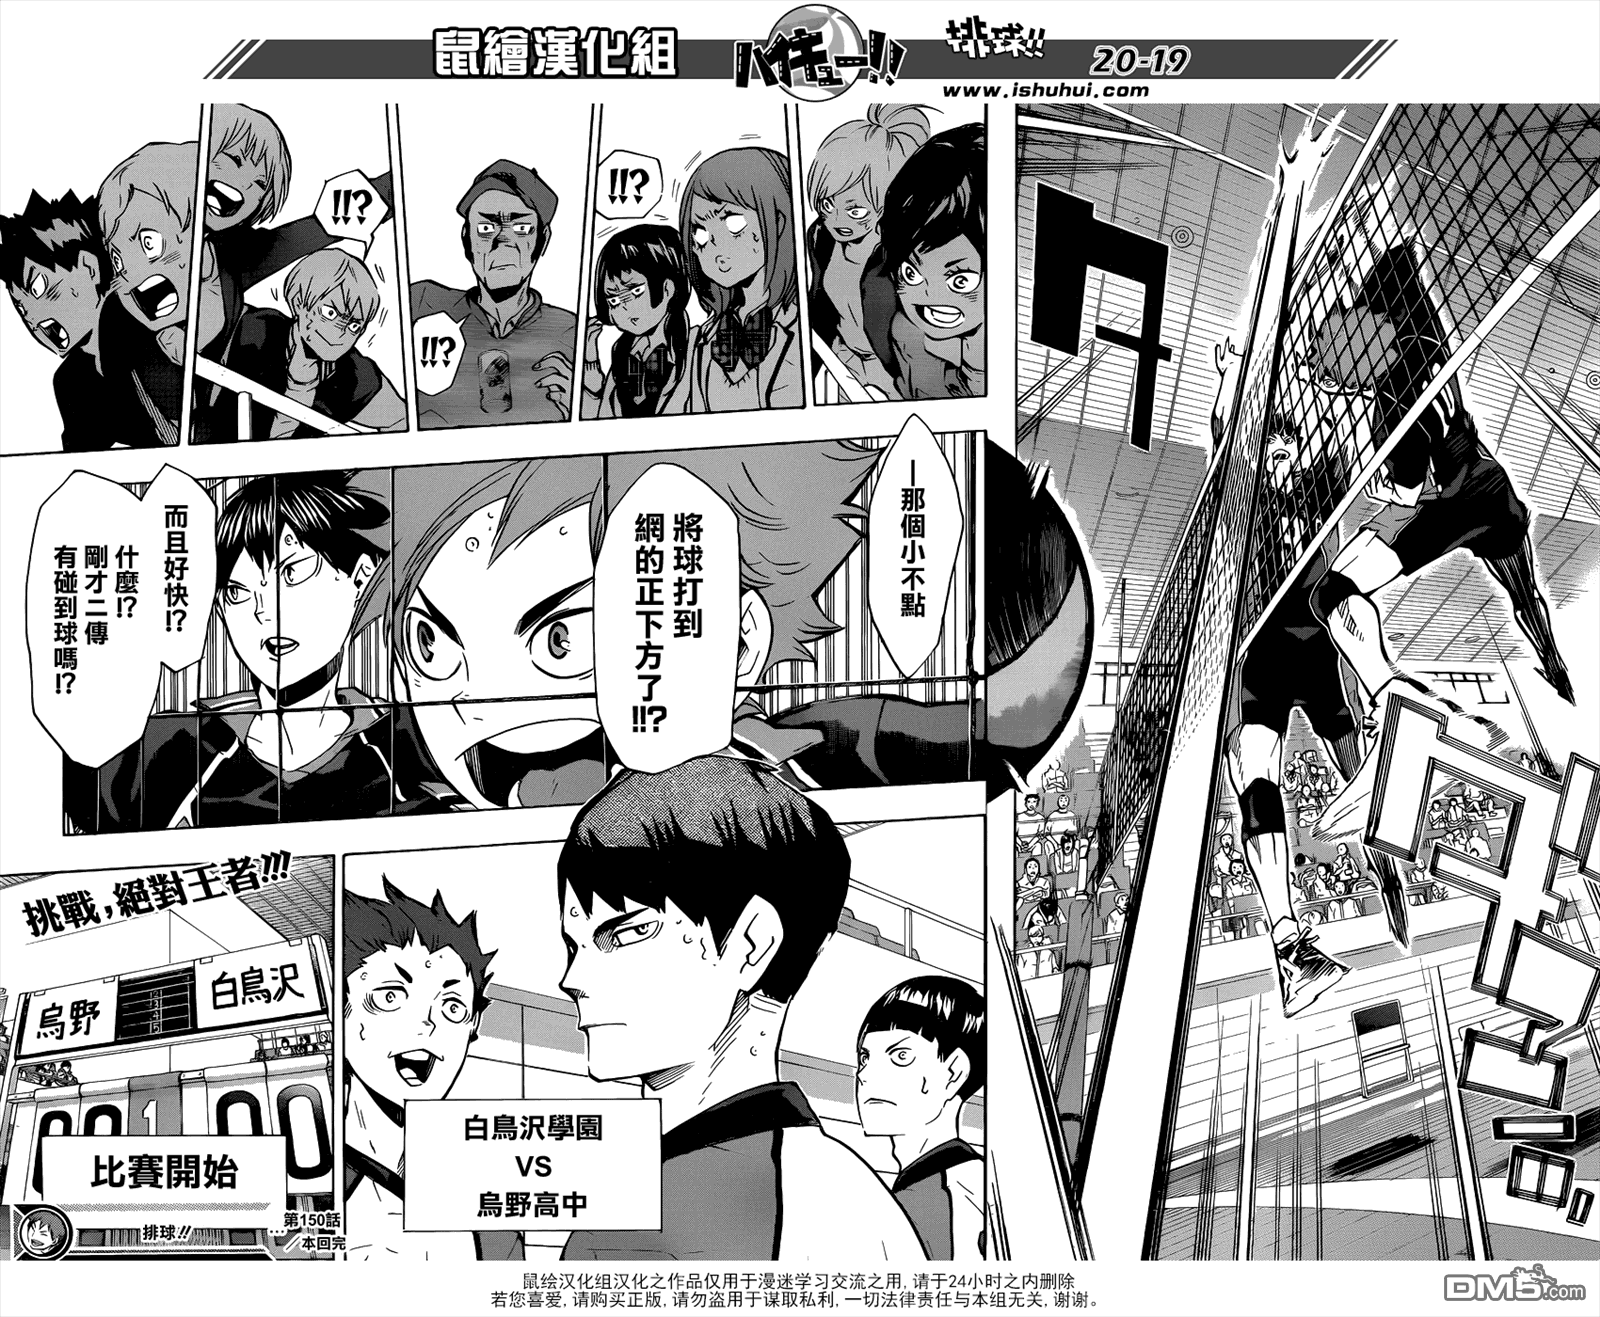 鼠繪漢化組
ハイキュー!!
排球!!
20-19
www.ishuhui.com
!!?
!!?
!!?
那個小不點
將球打到
網的正下方了!!?
而且好快!?
什麼!?
剛才二傳
有碰到球嗎!?
白鳥沢學園
VS
烏野高中
挑戰,絕對王者!!!
烏野
白鳥沢
1
00
比賽開始
排球!!
第150話
本回完
鼠绘汉化组汉化之作品仅用于漫迷学习交流之用,请于24小时之内删除
若您喜爱,请购买正版,请勿盗用于谋取私利,一切法律责任与本组无关,谢谢。
DM5.com